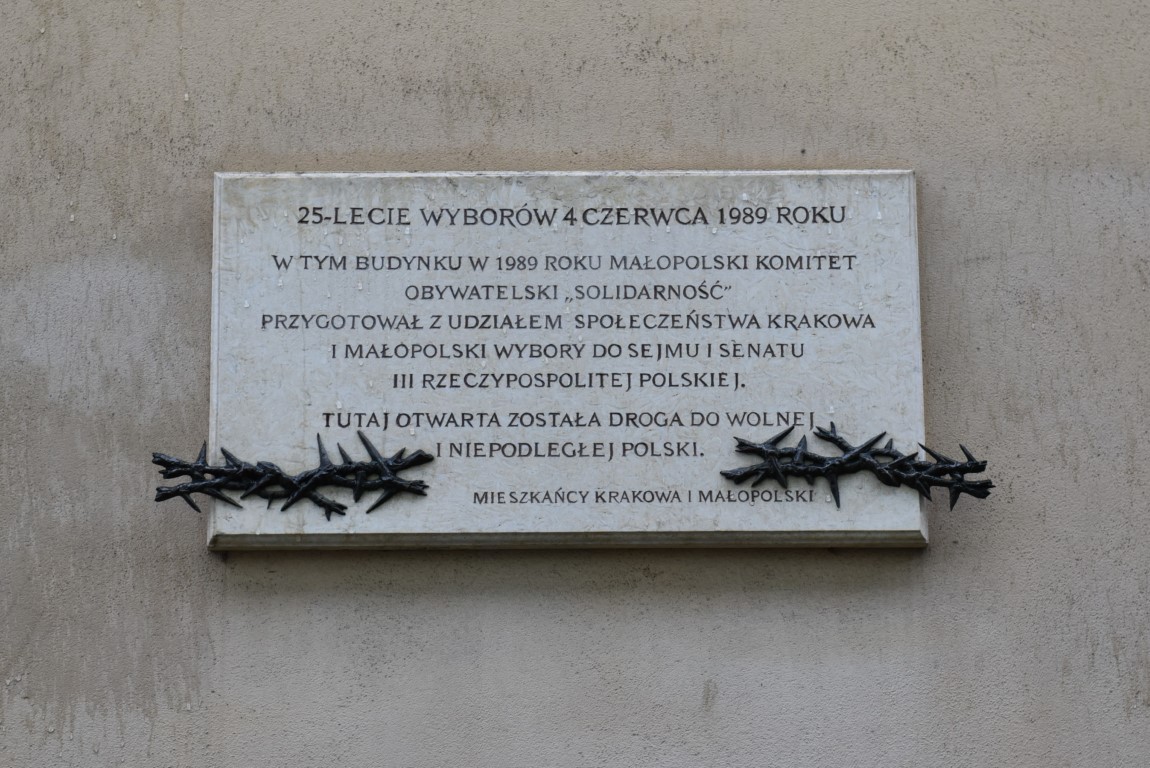 25-LECIE WYBORÓW 4 CZERWCA 1989 ROKU
W TYM BUDYNKU W 1989 ROKU MAŁOPOLSKI KOMITET
OBYWATELSKI „SOLIDARNOŚĆ”
PRZYGOTOWAŁ Z UDZIAŁEM SPOŁECZEŃSTWA KRAKOWA
I MAŁOPOLSKI WYBORY DO SEJMU I SENATU
III RZECZYPOSPOLITEJ POLSKIEJ.
TUTAJ OTWARTA ZOSTAŁA DROGA DO WOLNEJ
I NIEPODLEGŁEJ POLSKI.
MIESZKAŃCY KRAKOWA I MAŁOPOLSKI